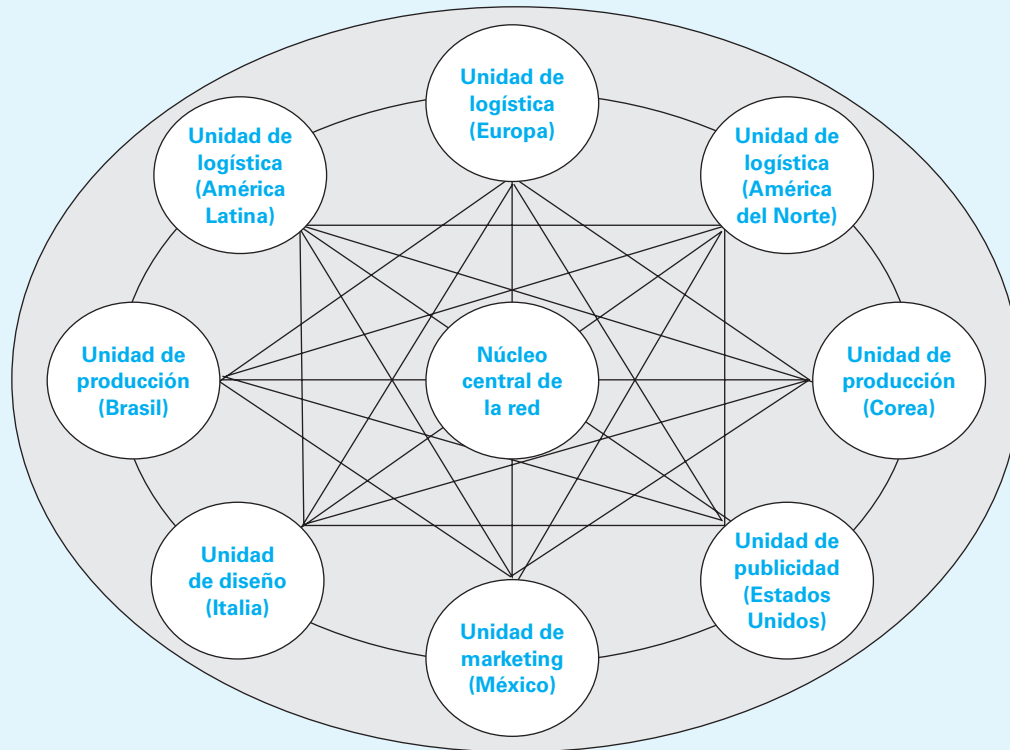 Unidad de
logística
(Europa)
Unidad de
logística
(América
Latina)
Unidad de
logística
(América
del Norte)
Unidad de
producción
(Brasil)
Núcleo
central de
la red
Unidad de
producción
(Corea)
Unidad
de diseño
(Italia)
Unidad de
publicidad
(Estados
Unidos)
Unidad de
marketing
(México)